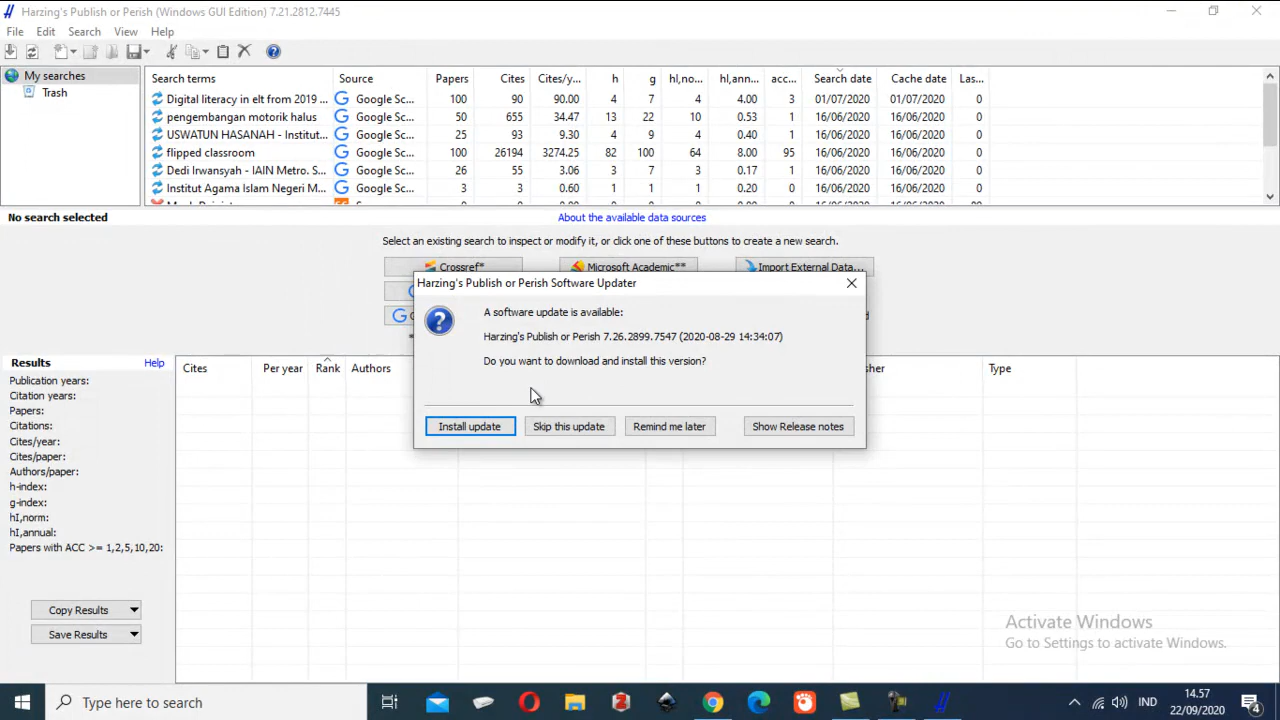 Harzing's Publish or Perish (Windows GUI Edition) 7.21.2812.7445
File Edit Search View Help
My searches
Trash
Search terms Source Papers Cites Cites/y... h g hI,no... hI,ann... acc... Search date Cache date Las...
Digital literacy in elt from 2019 ... Google Sc... 100 90 90.00 4 7 4 4.00 3 01/07/2020 01/07/2020 0
pengembangan motorik halus Google Sc... 50 655 34.47 13 22 10 0.53 1 16/06/2020 16/06/2020 0
USWATUN HASANAH - Institut... Google Sc... 25 93 9.30 4 9 4 0.40 1 16/06/2020 16/06/2020 0
flipped classroom Google Sc... 100 26194 3274.25 82 100 64 8.00 95 16/06/2020 16/06/2020 0
Dedi Irwansyah - IAIN Metro. S... Google Sc... 26 55 3.06 3 7 3 0.17 1 16/06/2020 16/06/2020 0
Institut Agama Islam Negeri M... Google Sc... 3 3 0.60 1 1 1 0.20 0 16/06/2020 16/06/2020 0
No search selected
About the available data sources
Select an existing search to inspect or modify it, or click one of these buttons to create a new search.
Crossref* Microsoft Academic** Import External Data...
Harzing's Publish or Perish Software Updater
A software update is available:
Harzing's Publish or Perish 7.26.2899.7547 (2020-08-29 14:34:07)
Do you want to download and install this version?
Install update Skip this update Remind me later Show Release notes
Results Help
Publication years:
Citation years:
Papers:
Citations:
Cites/year:
Cites/paper:
Authors/paper:
h-index:
g-index:
hI,norm:
hI,annual:
Papers with ACC >= 1,2,5,10,20:
Copy Results
Save Results
Cites Per year Rank Authors Type
Activate Windows
Go to Settings to activate Windows.
Type here to search
IND
14.57
22/09/2020
4